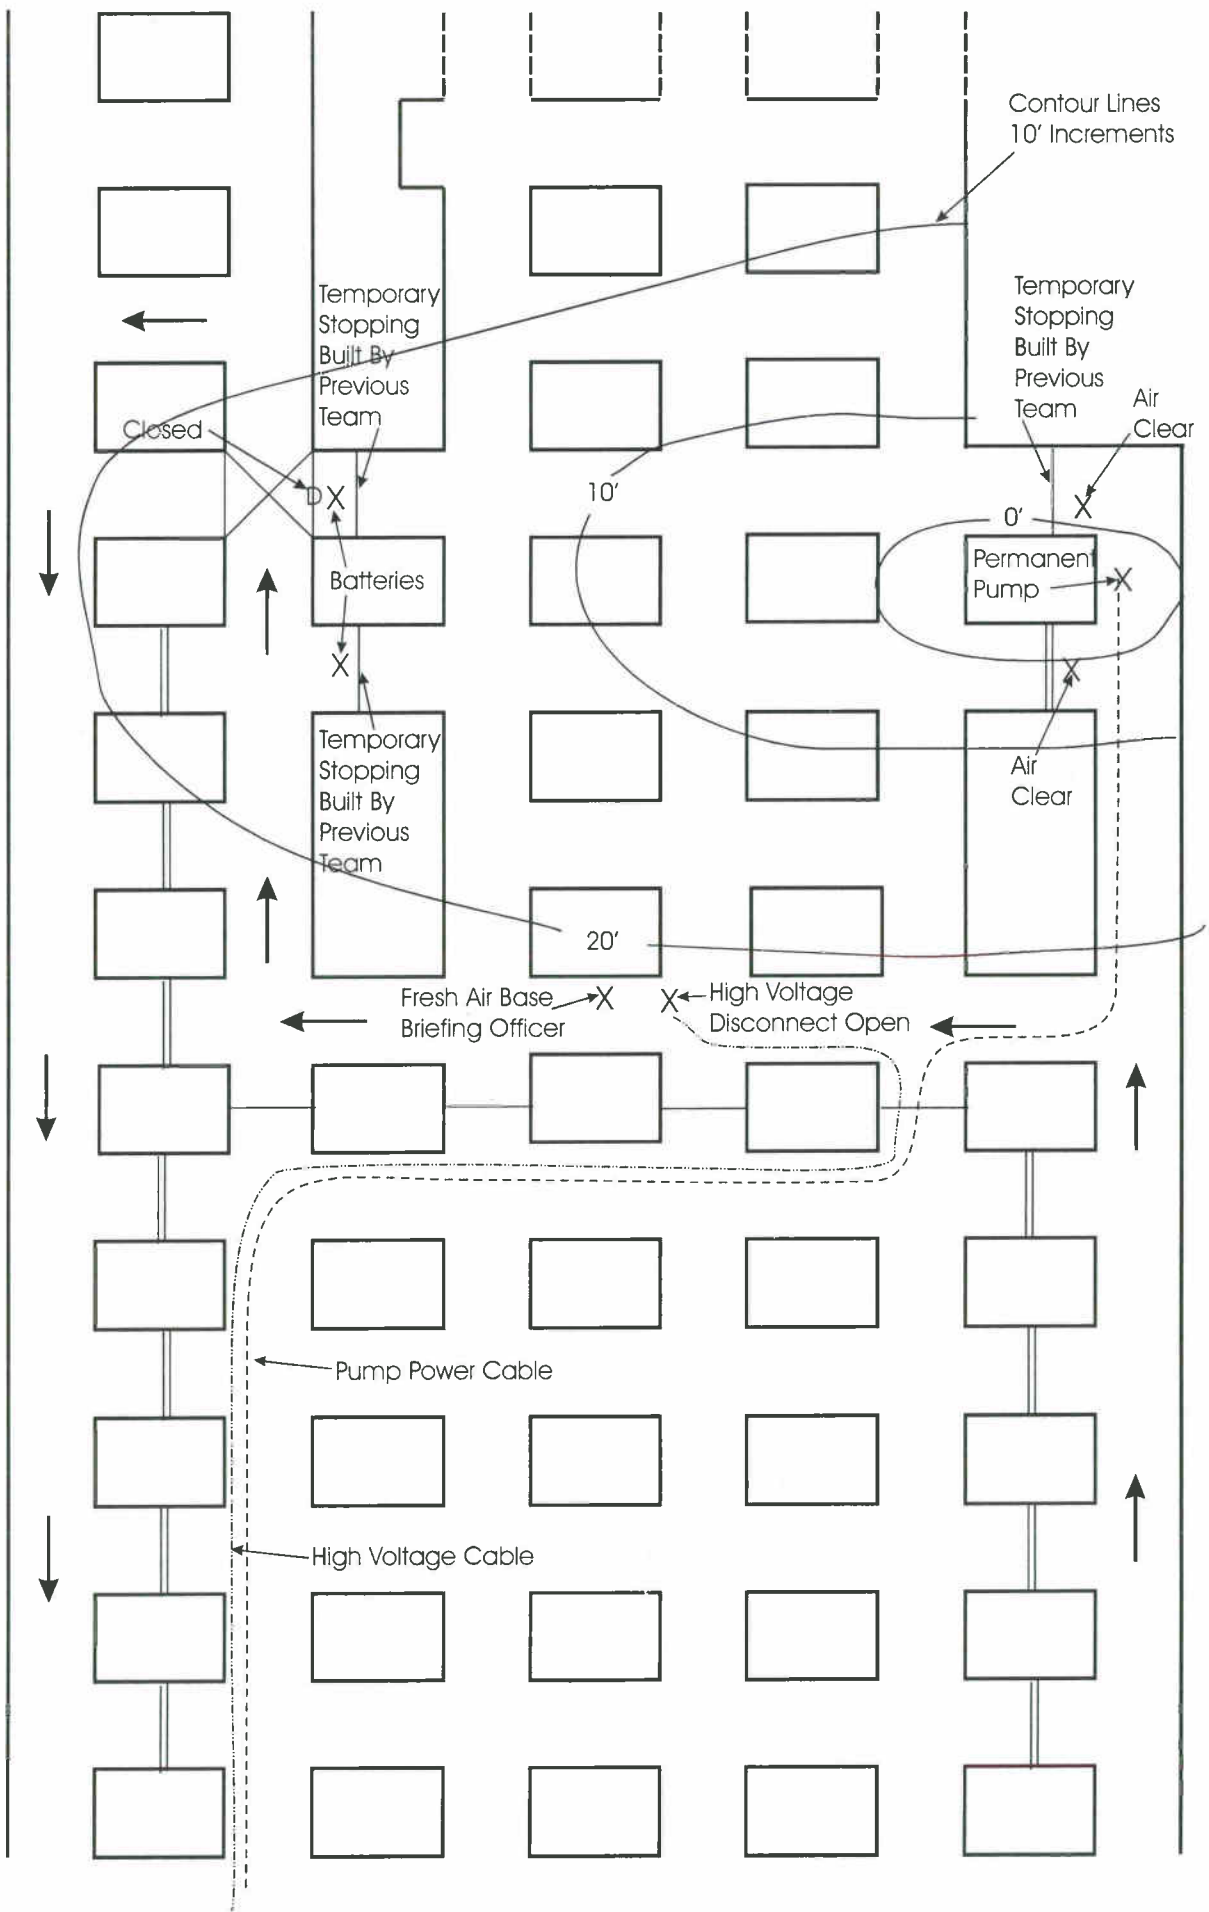 Contour Lines
10' Increments
Temporary
Stopping
Built By
Previous
Team
Temporary
Stopping
Built By
Previous
Team
Air
Clear
Closed
D X
X
10'
0'
Batteries
Permanent
Pump
X
X
X
Temporary
Stopping
Built By
Previous
Team
Air
Clear
20'
Fresh Air Base X
Briefing Officer
X High Voltage
Disconnect Open
Pump Power Cable
High Voltage Cable